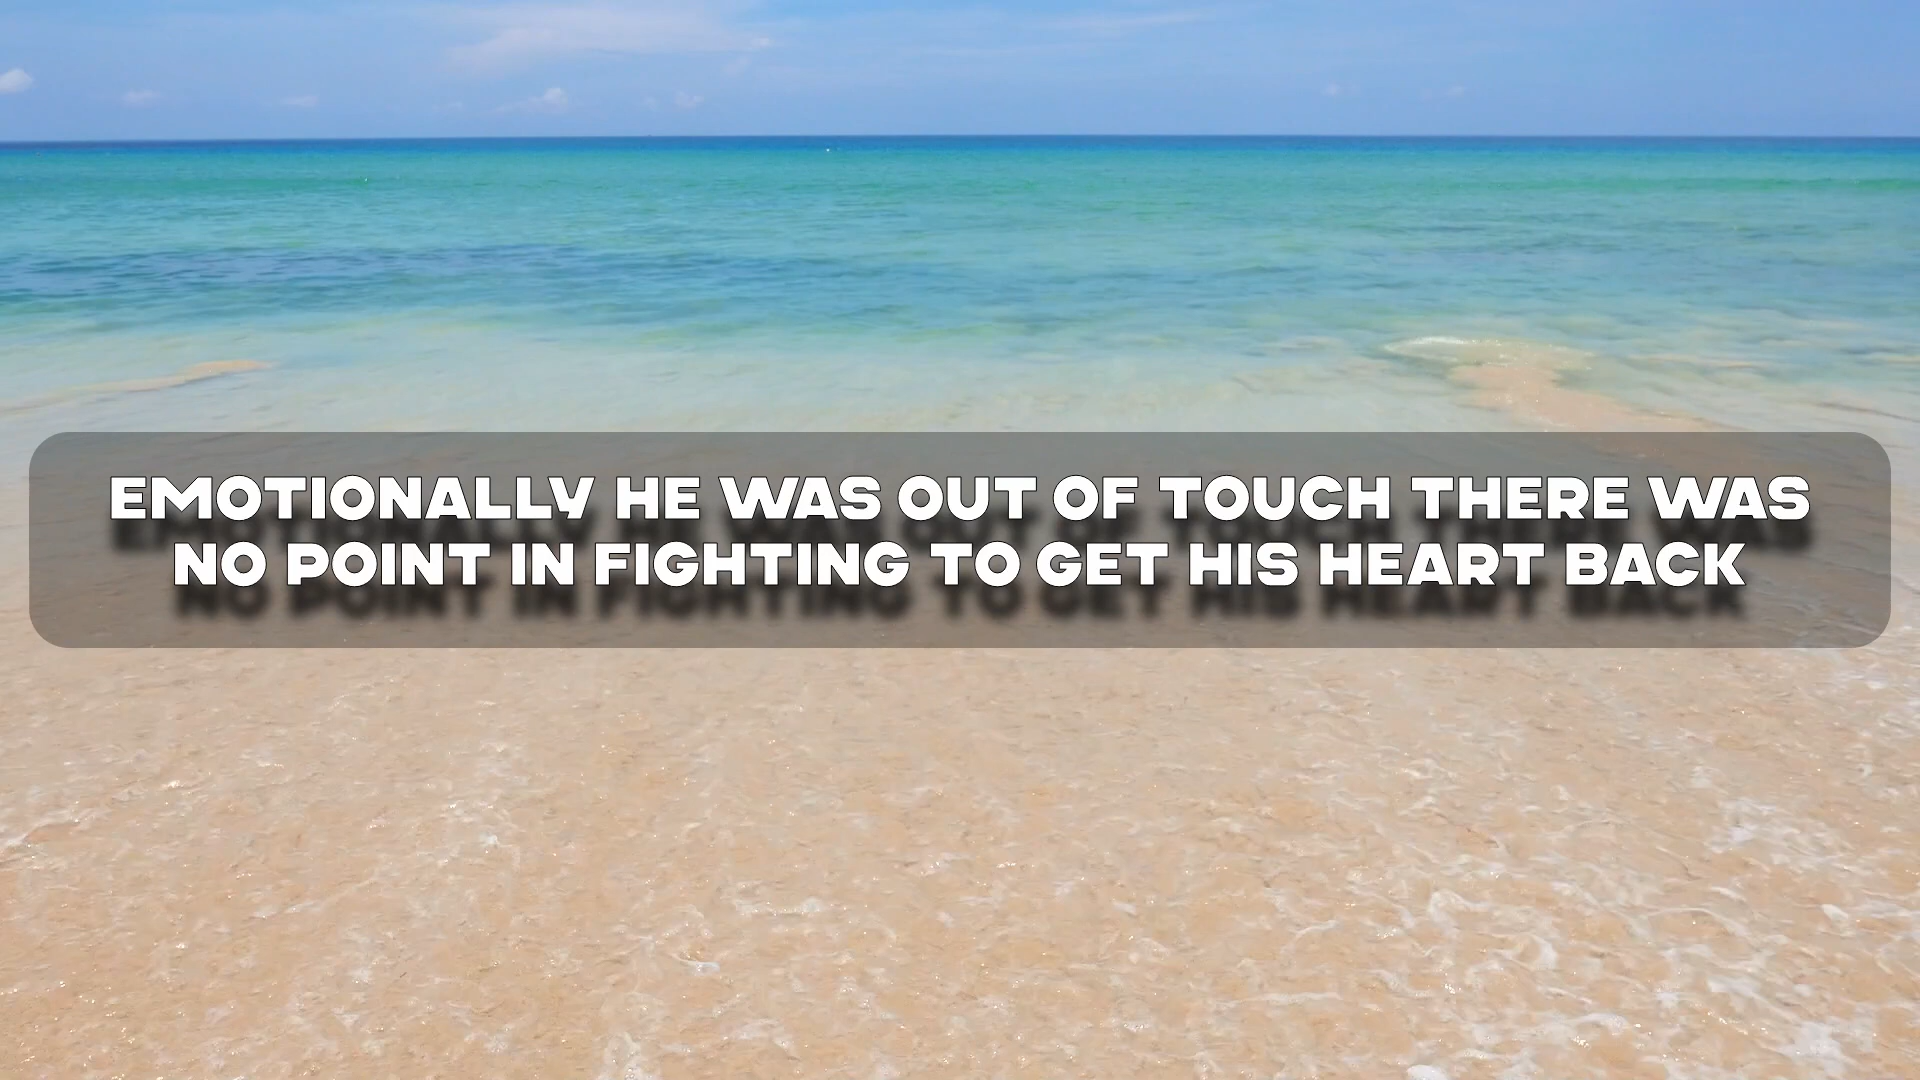 EMOTIONALLY HE WAS OUT OF TOUCH THERE WAS
NO POINT IN FIGHTING TO GET HIS HEART BACK